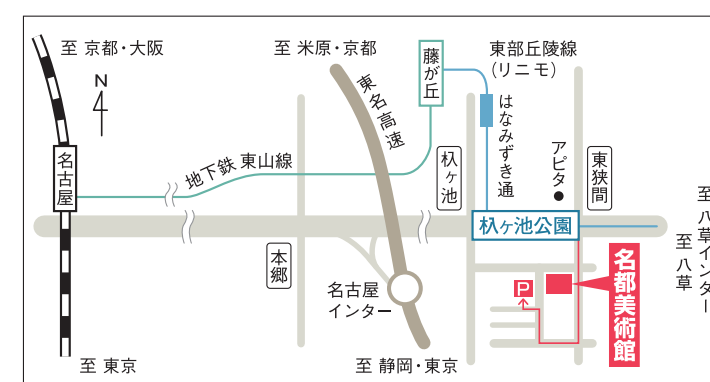 至 京都・大阪
至 米原・京都
東部丘陵線
(リニモ)
N
藤が丘
東名高速
はなみずき通
名古屋
地下鉄 東山線
杁ヶ池
アピタ
東狭間
杁ヶ池公園
至 八草インター
至 八草
本郷
名古屋
インター
P
名都美術館
至 東京
至 静岡・東京